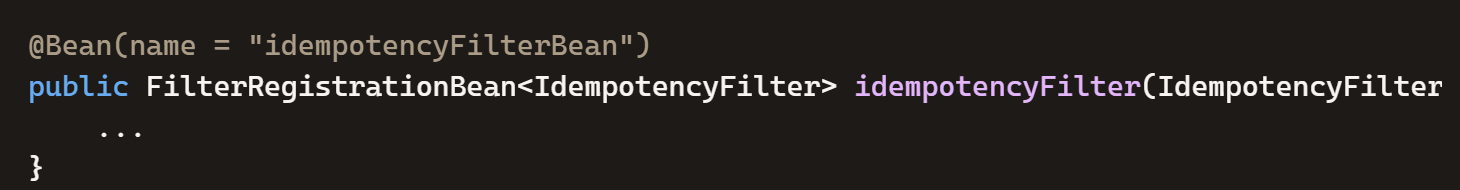 @Bean(name = "idempotencyFilterBean")
public FilterRegistrationBean<IdempotencyFilter> idempotencyFilter(IdempotencyFilter
...
}